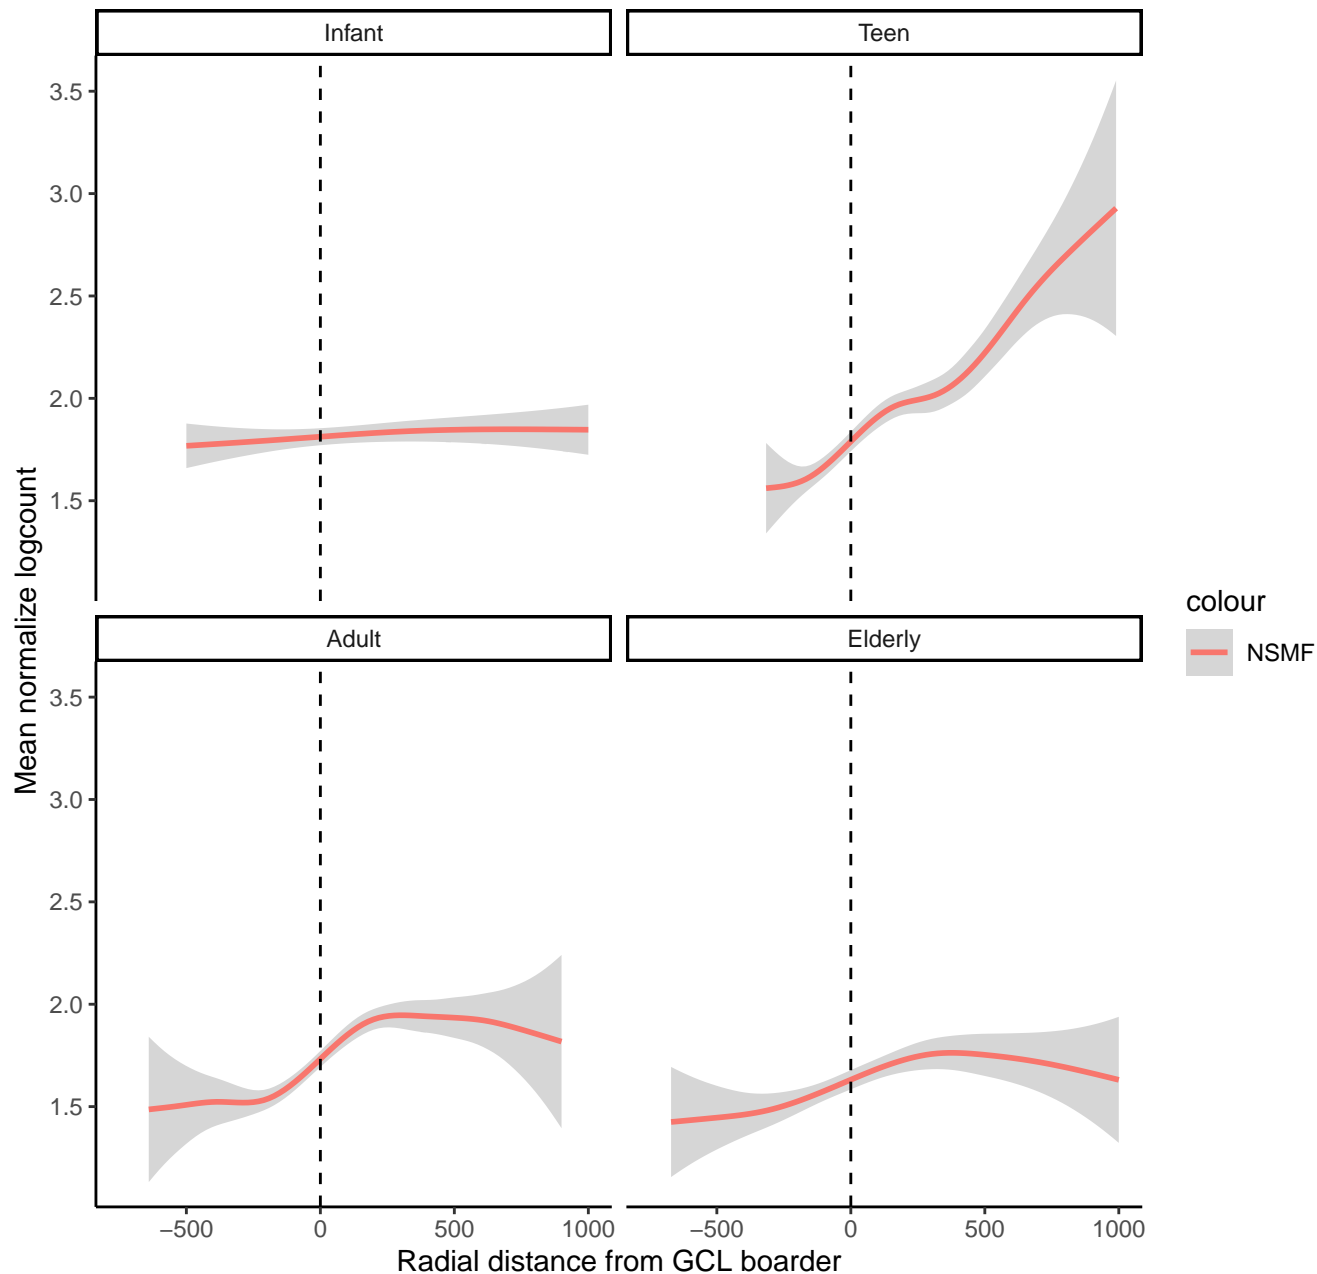 Infant
Teen
3.5
3.0
2.5
2.0
1.5
Adult
Elderly
3.5
3.0
2.5
2.0
1.5
Mean normalize logcount
−500
0
500
1000
−500
0
500
1000
Radial distance from GCL boarder
colour
NSMF